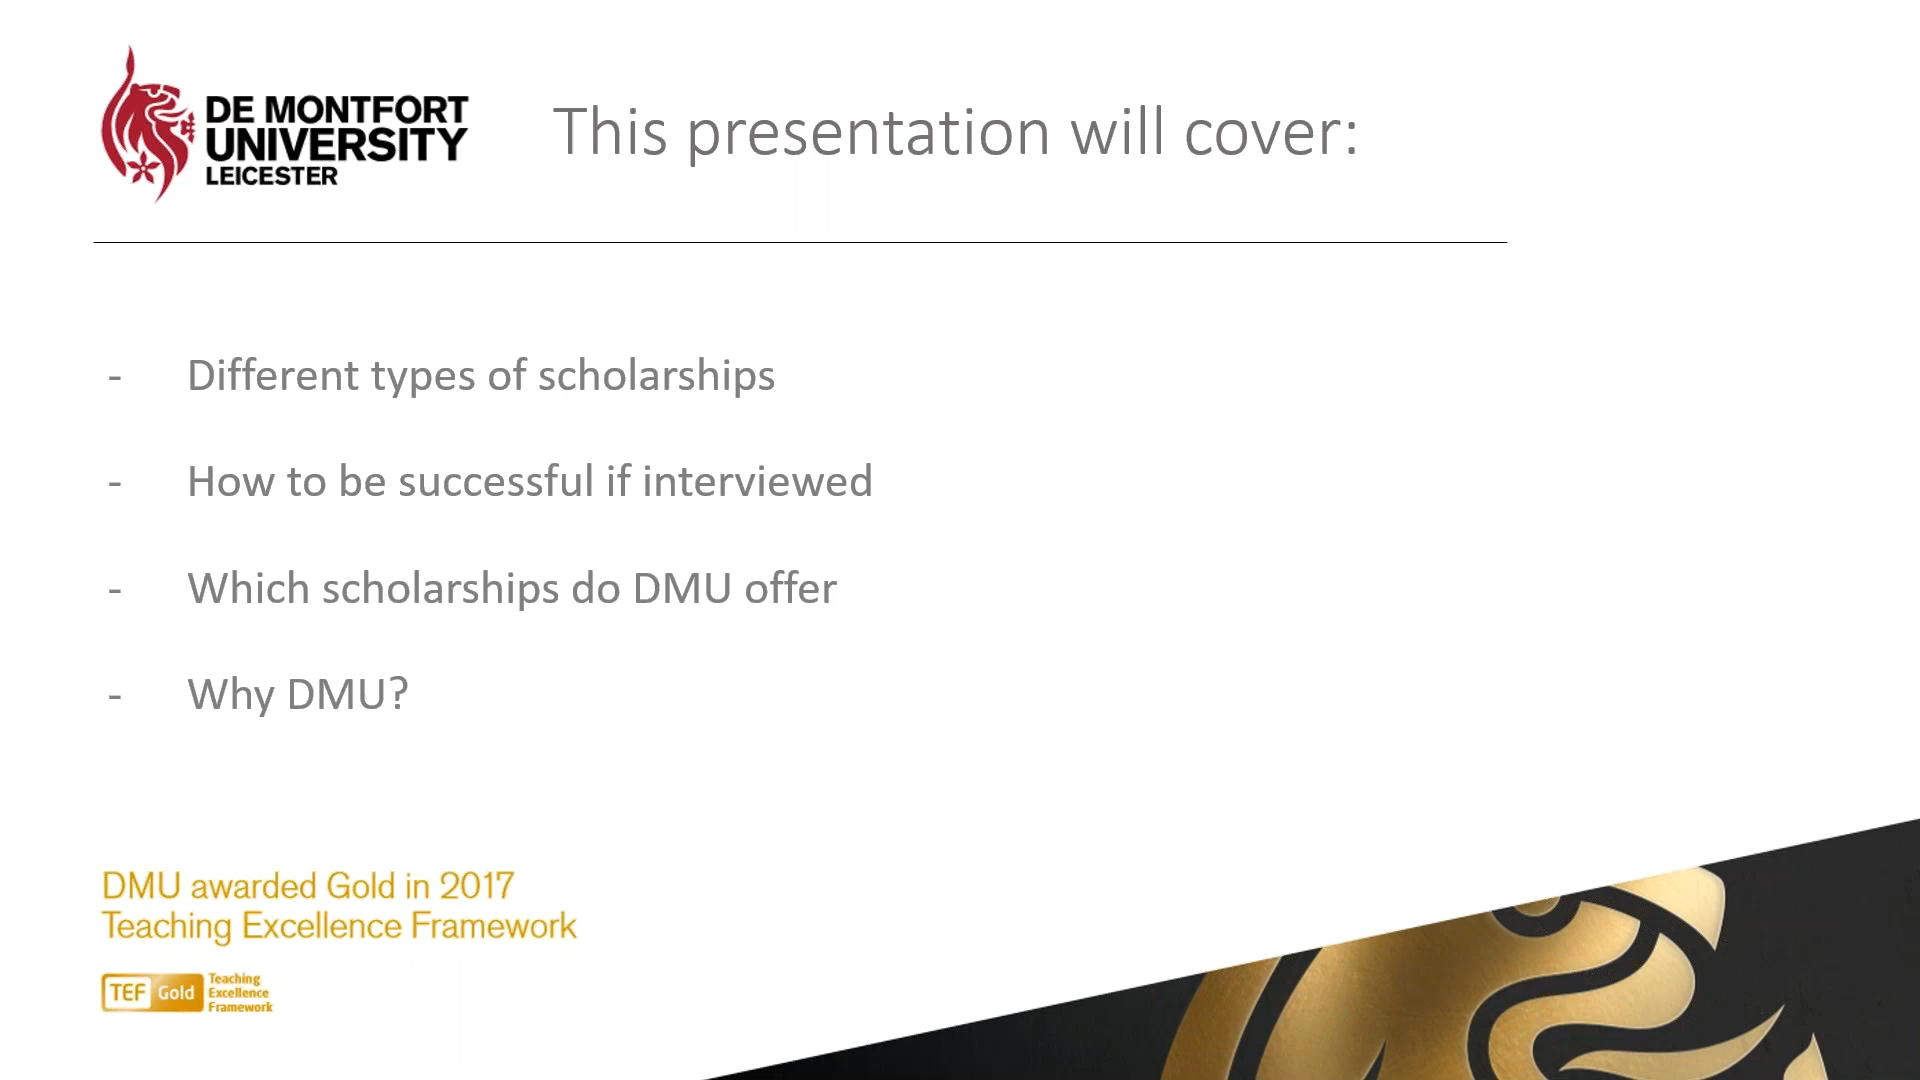 DE MONTFORT
UNIVERSITY
LEICESTER
This presentation will cover:
- Different types of scholarships
- How to be successful if interviewed
- Which scholarships do DMU offer
- Why DMU?
DMU awarded Gold in 2017
Teaching Excellence Framework
TEF Gold
Teaching
Excellence
Framework